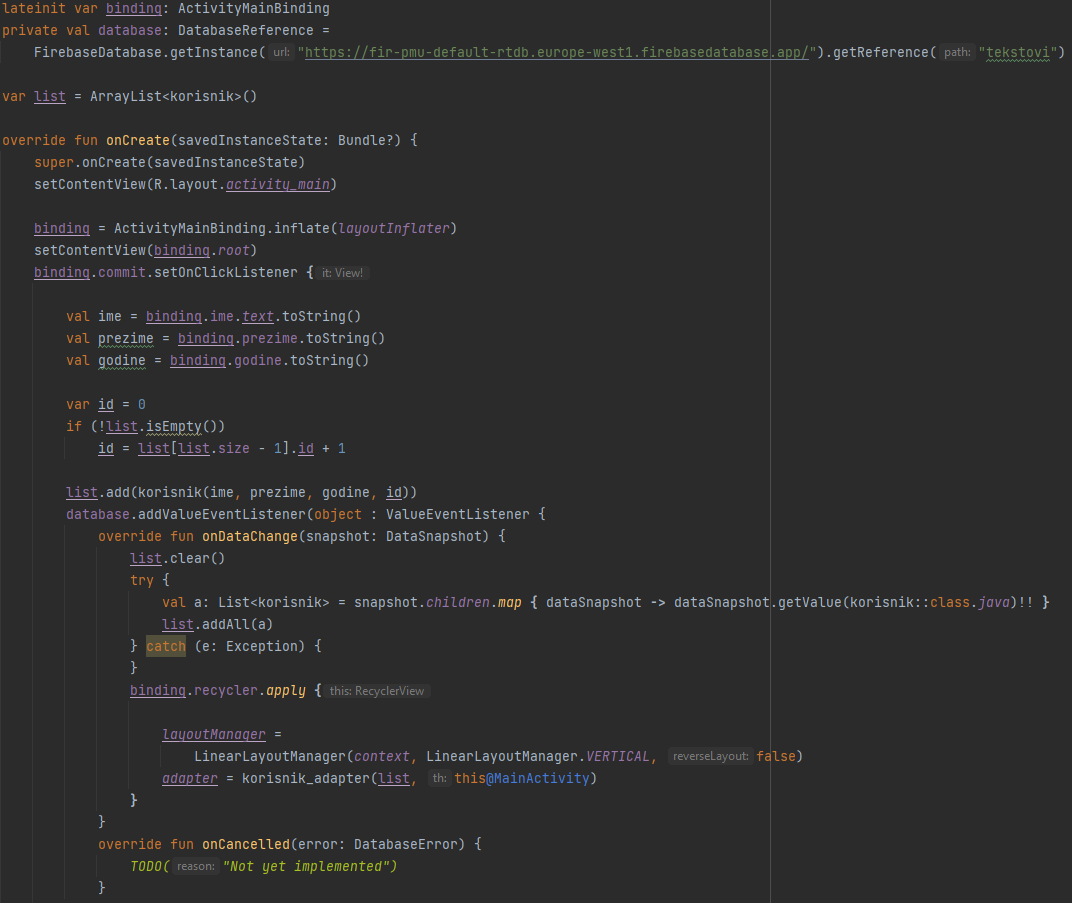 lateinit var binding: ActivityMainBinding
private val database: DatabaseReference =
    FirebaseDatabase.getInstance( url: "https://fir-pmu-default-rtdb.europe-west1.firebasedatabase.app/").getReference( path: "tekstovi")

var list = ArrayList<korisnik>()

override fun onCreate(savedInstanceState: Bundle?) {
    super.onCreate(savedInstanceState)
    setContentView(R.layout.activity_main)

    binding = ActivityMainBinding.inflate(layoutInflater)
    setContentView(binding.root)
    binding.commit.setOnClickListener { it: View!

        val ime = binding.ime.text.toString()
        val prezime = binding.prezime.toString()
        val godine = binding.godine.toString()

        var id = 0
        if (!list.isEmpty())
            id = list[list.size - 1].id + 1

        list.add(korisnik(ime, prezime, godine, id))
        database.addValueEventListener(object : ValueEventListener {
            override fun onDataChange(snapshot: DataSnapshot) {
                list.clear()
                try {
                    val a: List<korisnik> = snapshot.children.map { dataSnapshot -> dataSnapshot.getValue(korisnik::class.java)!! }
                    list.addAll(a)
                } catch (e: Exception) {
                }
                binding.recycler.apply { this: RecyclerView

                    layoutManager =
                        LinearLayoutManager(context, LinearLayoutManager.VERTICAL, reverseLayout: false)
                    adapter = korisnik_adapter(list, th: this@MainActivity)
                }
            }
            override fun onCancelled(error: DatabaseError) {
                TODO( reason: "Not yet implemented")
            }